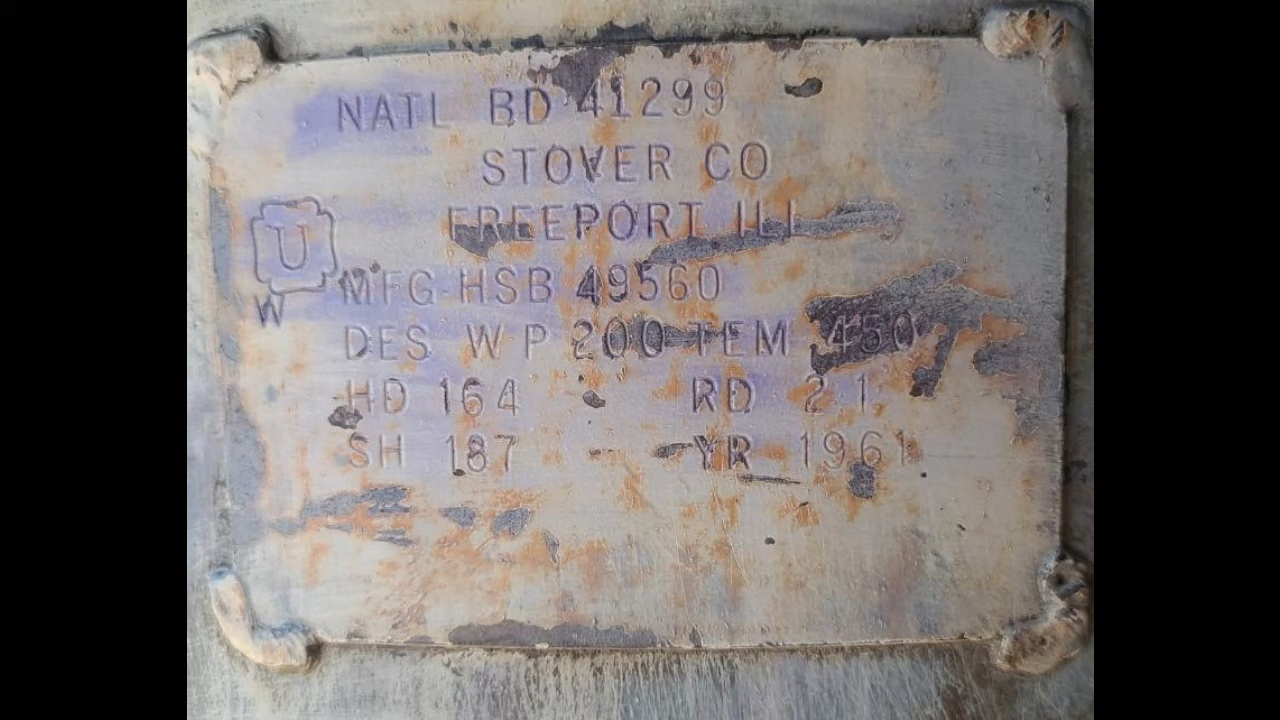 NATL BD 41299
STOVER CO
FREEPORT ILL
U
W
MFG HSB 49560
DES WP 200 TEM 450
HD 164 RD 21
SH 187 YR 1961